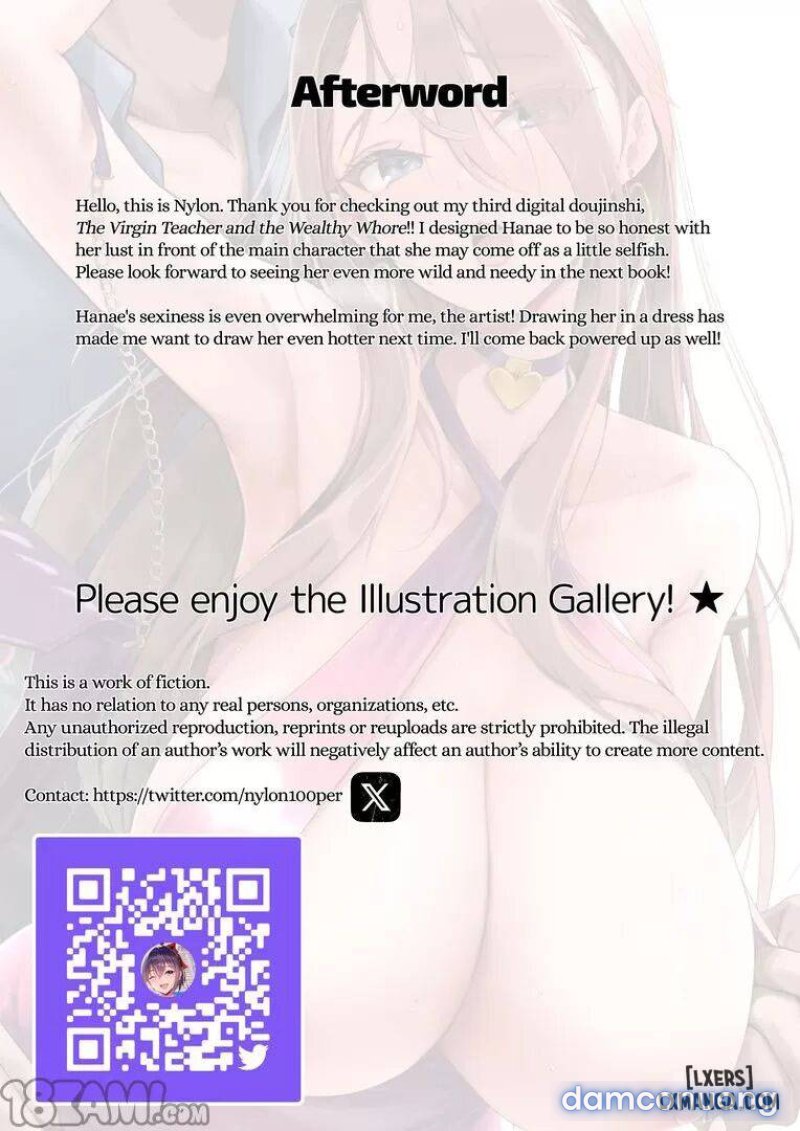 Afterword
Hello, this is Nylon. Thank you for checking out my third digital doujinshi,
The Virgin Teacher and the Wealthy Whore!! I designed Hanae to be so honest with
her lust in front of the main character that she may come off as a little selfish.
Please look forward to seeing her even more wild and needy in the next book!
Hanae's sexiness is even overwhelming for me, the artist! Drawing her in a dress has
made me want to draw her even hotter next time. I'll come back powered up as well!
Please enjoy the Illustration Gallery! ★
This is a work of fiction.
It has no relation to any real persons, organizations, etc.
Any unauthorized reproduction, reprints or reuploads are strictly prohibited. The illegal
distribution of an author’s work will negatively affect an author’s ability to create more content.
Contact: https://twitter.com/nylon100per
[LXERS]
18ZAMI.COM